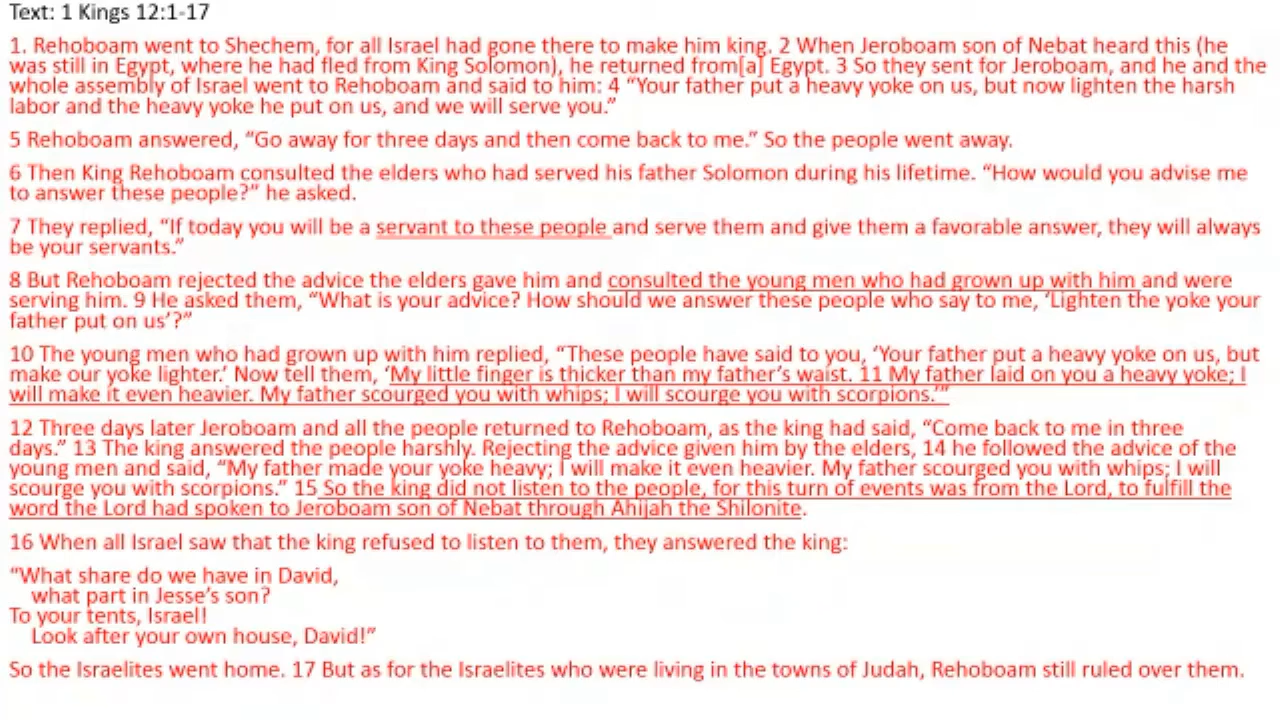 Text: 1 Kings 12:1-17
1. Rehoboam went to Shechem, for all Israel had gone there to make him king. 2 When Jeroboam son of Nebat heard this (he
was still in Egypt, where he had fled from King Solomon), he returned from[a] Egypt. 3 So they sent for Jeroboam, and he and the
whole assembly of Israel went to Rehoboam and said to him: 4 “Your father put a heavy yoke on us, but now lighten the harsh
labor and the heavy yoke he put on us, and we will serve you.”
5 Rehoboam answered, “Go away for three days and then come back to me.” So the people went away.
6 Then King Rehoboam consulted the elders who had served his father Solomon during his lifetime. “How would you advise me
to answer these people?” he asked.
7 They replied, “If today you will be a servant to these people and serve them and give them a favorable answer, they will always
be your servants.”
8 But Rehoboam rejected the advice the elders gave him and consulted the young men who had grown up with him and were
serving him. 9 He asked them, “What is your advice? How should we answer these people who say to me, ‘Lighten the yoke your
father put on us’?”
10 The young men who had grown up with him replied, “These people have said to you, ‘Your father put a heavy yoke on us, but
make our yoke lighter.’ Now tell them, ‘My little finger is thicker than my father’s waist. 11 My father laid on you a heavy yoke; I
will make it even heavier. My father scourged you with whips; I will scourge you with scorpions.’”
12 Three days later Jeroboam and all the people returned to Rehoboam, as the king had said, “Come back to me in three
days.” 13 The king answered the people harshly. Rejecting the advice given him by the elders, 14 he followed the advice of the
young men and said, “My father made your yoke heavy; I will make it even heavier. My father scourged you with whips; I will
scourge you with scorpions.” 15 So the king did not listen to the people, for this turn of events was from the Lord, to fulfill the
word the Lord had spoken to Jeroboam son of Nebat through Ahijah the Shilonite.
16 When all Israel saw that the king refused to listen to them, they answered the king:
“What share do we have in David,
what part in Jesse’s son?
To your tents, Israel!
Look after your own house, David!”
So the Israelites went home. 17 But as for the Israelites who were living in the towns of Judah, Rehoboam still ruled over them.